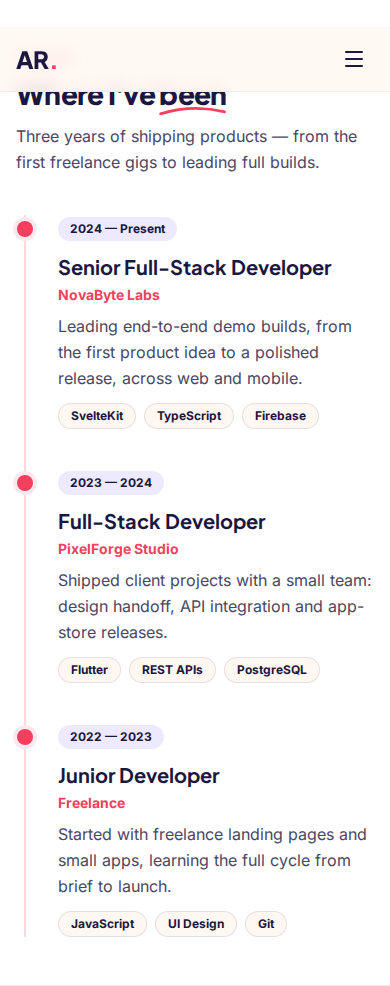 AR.
Where I've been
Three years of shipping products — from the
first freelance gigs to leading full builds.
2024 — Present
Senior Full-Stack Developer
NovaByte Labs
Leading end-to-end demo builds, from
the first product idea to a polished
release, across web and mobile.
SvelteKit TypeScript Firebase
2023 — 2024
Full-Stack Developer
PixelForge Studio
Shipped client projects with a small team:
design handoff, API integration and app-
store releases.
Flutter REST APIs PostgreSQL
2022 — 2023
Junior Developer
Freelance
Started with freelance landing pages and
small apps, learning the full cycle from
brief to launch.
JavaScript UI Design Git